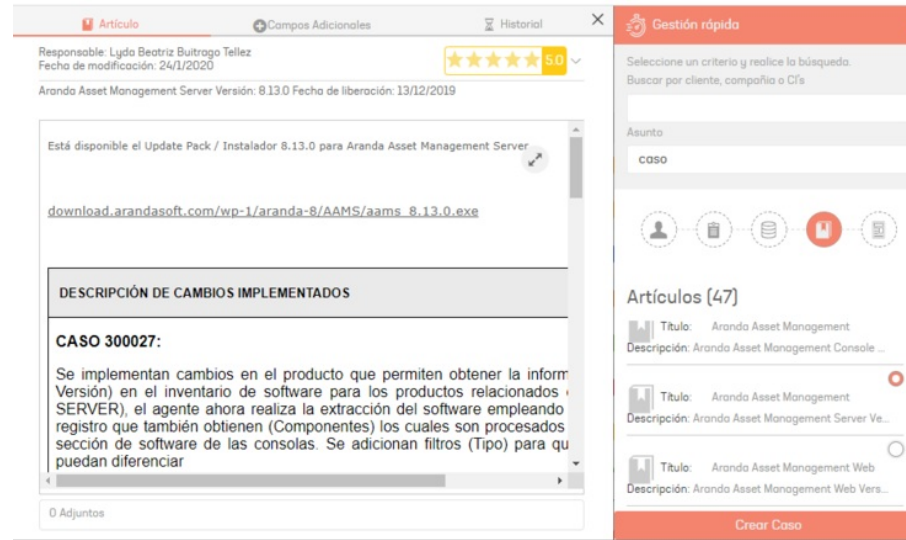 Artículo
Campos Adicionales
Historial
Responsable: Lyda Beatriz Buitrago Tellez
Fecha de modificación: 24/1/2020
5.0
Aranda Asset Management Server Versión: 8.13.0 Fecha de liberación: 13/12/2019
Está disponible el Update Pack / Instalador 8.13.0 para Aranda Asset Management Server
download.arandasoft.com/wp-1/aranda-8/AAMS/aams_8.13.0.exe
DESCRIPCIÓN DE CAMBIOS IMPLEMENTADOS
CASO 300027:
Se implementan cambios en el producto que permiten obtener la inform
Versión) en el inventario de software para los productos relacionados
SERVER), el agente ahora realiza la extracción del software empleando
registro que también obtienen (Componentes) los cuales son procesados
sección de software de las consolas. Se adicionan filtros (Tipo) para qu
puedan diferenciar
0 Adjuntos
Gestión rápida
Seleccione un criterio y realice la búsqueda.
Buscar por cliente, compañia o CI's
Asunto
caso
Artículos (47)
Título: Aranda Asset Management
Descripción: Aranda Asset Management Console ...
Título: Aranda Asset Management
Descripción: Aranda Asset Management Server Ve...
Título: Aranda Asset Management Web
Descripción: Aranda Asset Management Web Vers...
Crear Caso